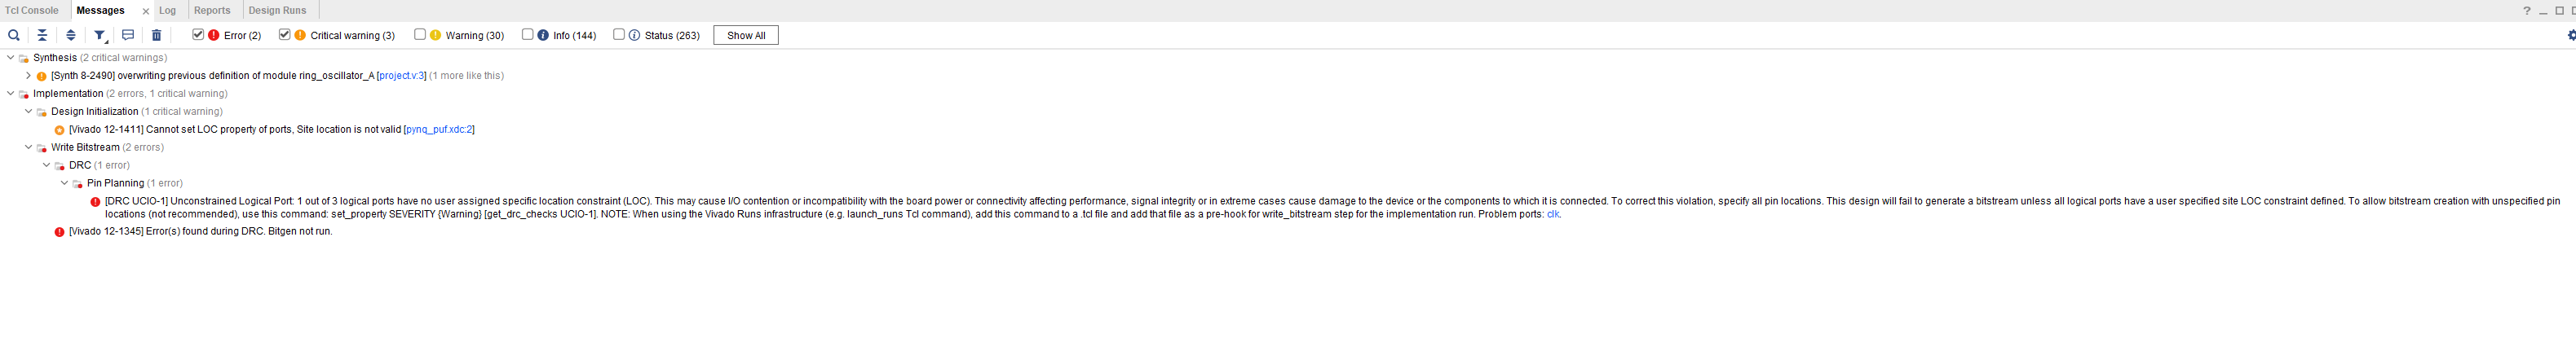 Tcl Console Messages × Log Reports Design Runs ?
Error (2) Critical warning (3) Warning (30) Info (144) Status (263) Show All
Synthesis (2 critical warnings)
[Synth 8-2490] overwriting previous definition of module ring_oscillator_A [project.v:3] (1 more like this)
Implementation (2 errors, 1 critical warning)
Design Initialization (1 critical warning)
[Vivado 12-1411] Cannot set LOC property of ports, Site location is not valid [pynq_puf.xdc:2]
Write Bitstream (2 errors)
DRC (1 error)
Pin Planning (1 error)
[DRC UCIO-1] Unconstrained Logical Port: 1 out of 3 logical ports have no user assigned specific location constraint (LOC). This may cause I/O contention or incompatibility with the board power or connectivity affecting performance, signal integrity or in extreme cases cause damage to the device or the components to which it is connected. To correct this violation, specify all pin locations. This design will fail to generate a bitstream unless all logical ports have a user specified site LOC constraint defined. To allow bitstream creation with unspecified pin
locations (not recommended), use this command: set_property SEVERITY {Warning} [get_drc_checks UCIO-1]. NOTE: When using the Vivado Runs infrastructure (e.g. launch_runs Tcl command), add this command to a .tcl file and add that file as a pre-hook for write_bitstream step for the implementation run. Problem ports: clk.
[Vivado 12-1345] Error(s) found during DRC. Bitgen not run.